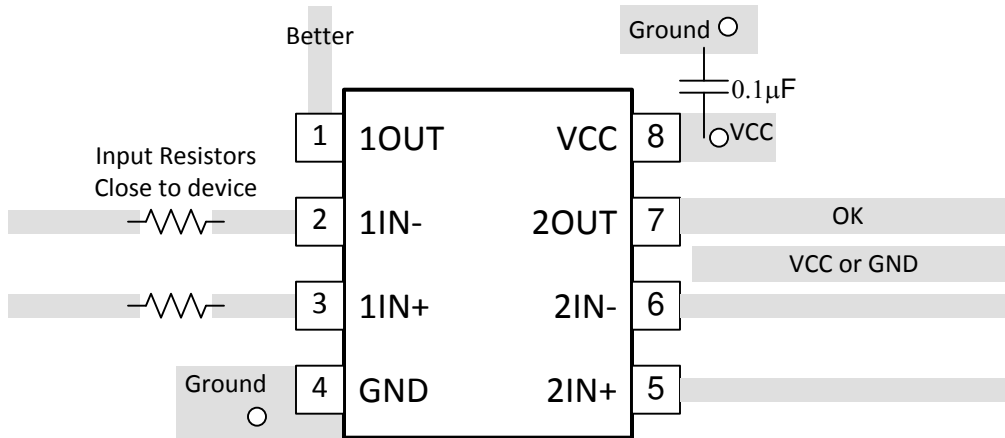 Better
Ground
0.1µF
1 1OUT VCC 8 VCC
Input Resistors
Close to device
2 1IN- 2OUT 7 OK
VCC or GND
3 1IN+ 2IN- 6
Ground
4 GND 2IN+ 5